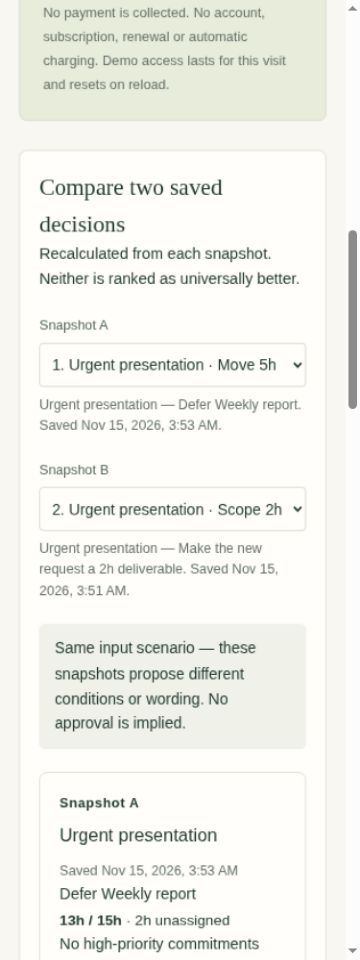 No payment is collected. No account,
subscription, renewal or automatic
charging. Demo access lasts for this visit
and resets on reload.
Compare two saved
decisions
Recalculated from each snapshot.
Neither is ranked as universally better.
Snapshot A
1. Urgent presentation · Move 5h
Urgent presentation — Defer Weekly report.
Saved Nov 15, 2026, 3:53 AM.
Snapshot B
2. Urgent presentation · Scope 2h
Urgent presentation — Make the new
request a 2h deliverable. Saved Nov 15,
2026, 3:51 AM.
Same input scenario — these
snapshots propose different
conditions or wording. No
approval is implied.
Snapshot A
Urgent presentation
Saved Nov 15, 2026, 3:53 AM
Defer Weekly report
13h / 15h · 2h unassigned
No high-priority commitments